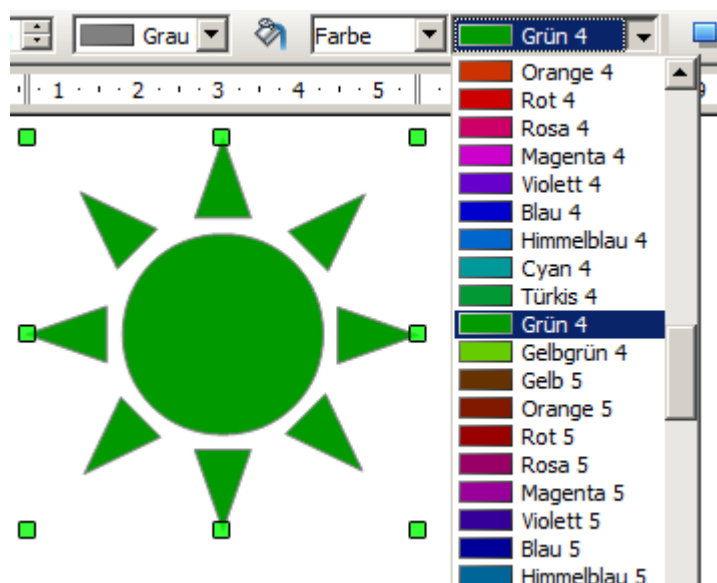 Grau Farbe Grün 4
1 2 3 4 5 9
Orange 4
Rot 4
Rosa 4
Magenta 4
Violett 4
Blau 4
Himmelblau 4
Cyan 4
Türkis 4
Grün 4
Gelbgrün 4
Gelb 5
Orange 5
Rot 5
Rosa 5
Magenta 5
Violett 5
Blau 5
Himmelblau 5